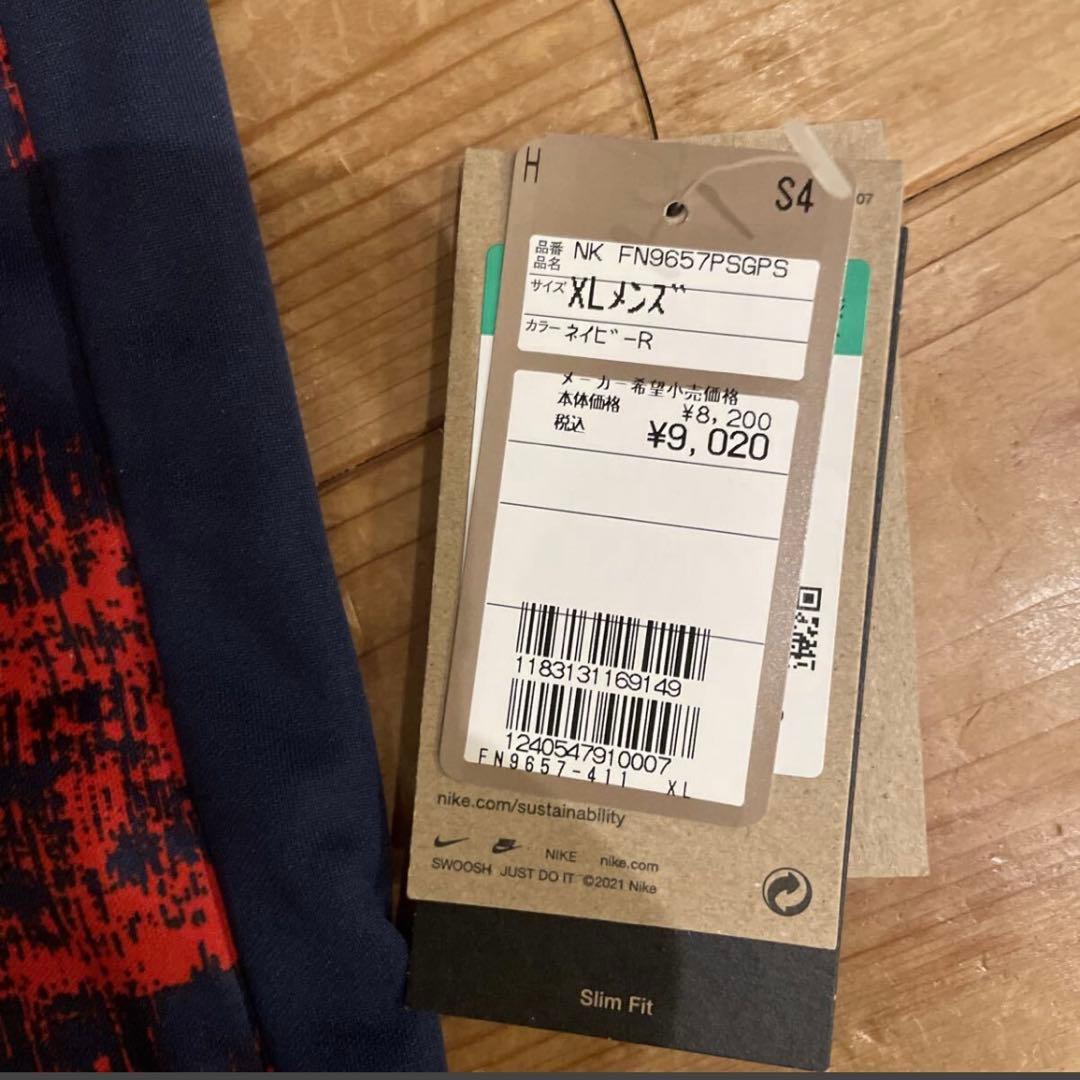 H
S4
07
品番 NK FN9657PSGPS
品名
サイズ XLメンズ
カラー ネイビー-R
メーカー希望小売価格
本体価格 ¥8,200
税込 ¥9,020
1183131169149
1240547910007
FN9657-411 XL
nike.com/sustainability
NIKE nike.com
SWOOSH JUST DO IT ©2021 Nike
Slim Fit